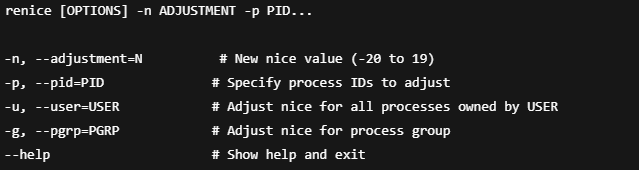 renice [OPTIONS] -n ADJUSTMENT -p PID...
-n, --adjustment=N # New nice value (-20 to 19)
-p, --pid=PID # Specify process IDs to adjust
-u, --user=USER # Adjust nice for all processes owned by USER
-g, --pgrp=PGRP # Adjust nice for process group
--help # Show help and exit